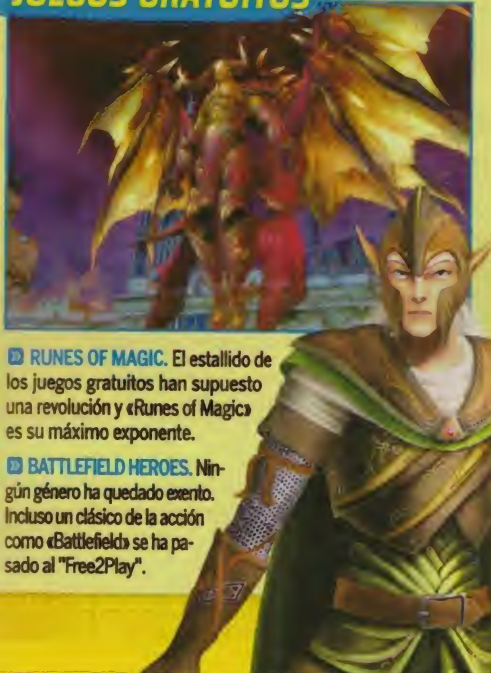 JUEGOS GRATUITOS
RUNES OF MAGIC. El estallido de
los juegos gratuitos han supuesto
una revolución y «Runes of Magic»
es su máximo exponente.
BATTLEFIELD HEROES. Nin-
gún género ha quedado exento.
Incluso un clásico de la acción
como «Battlefield» se ha pa-
sado al "Free2Play".